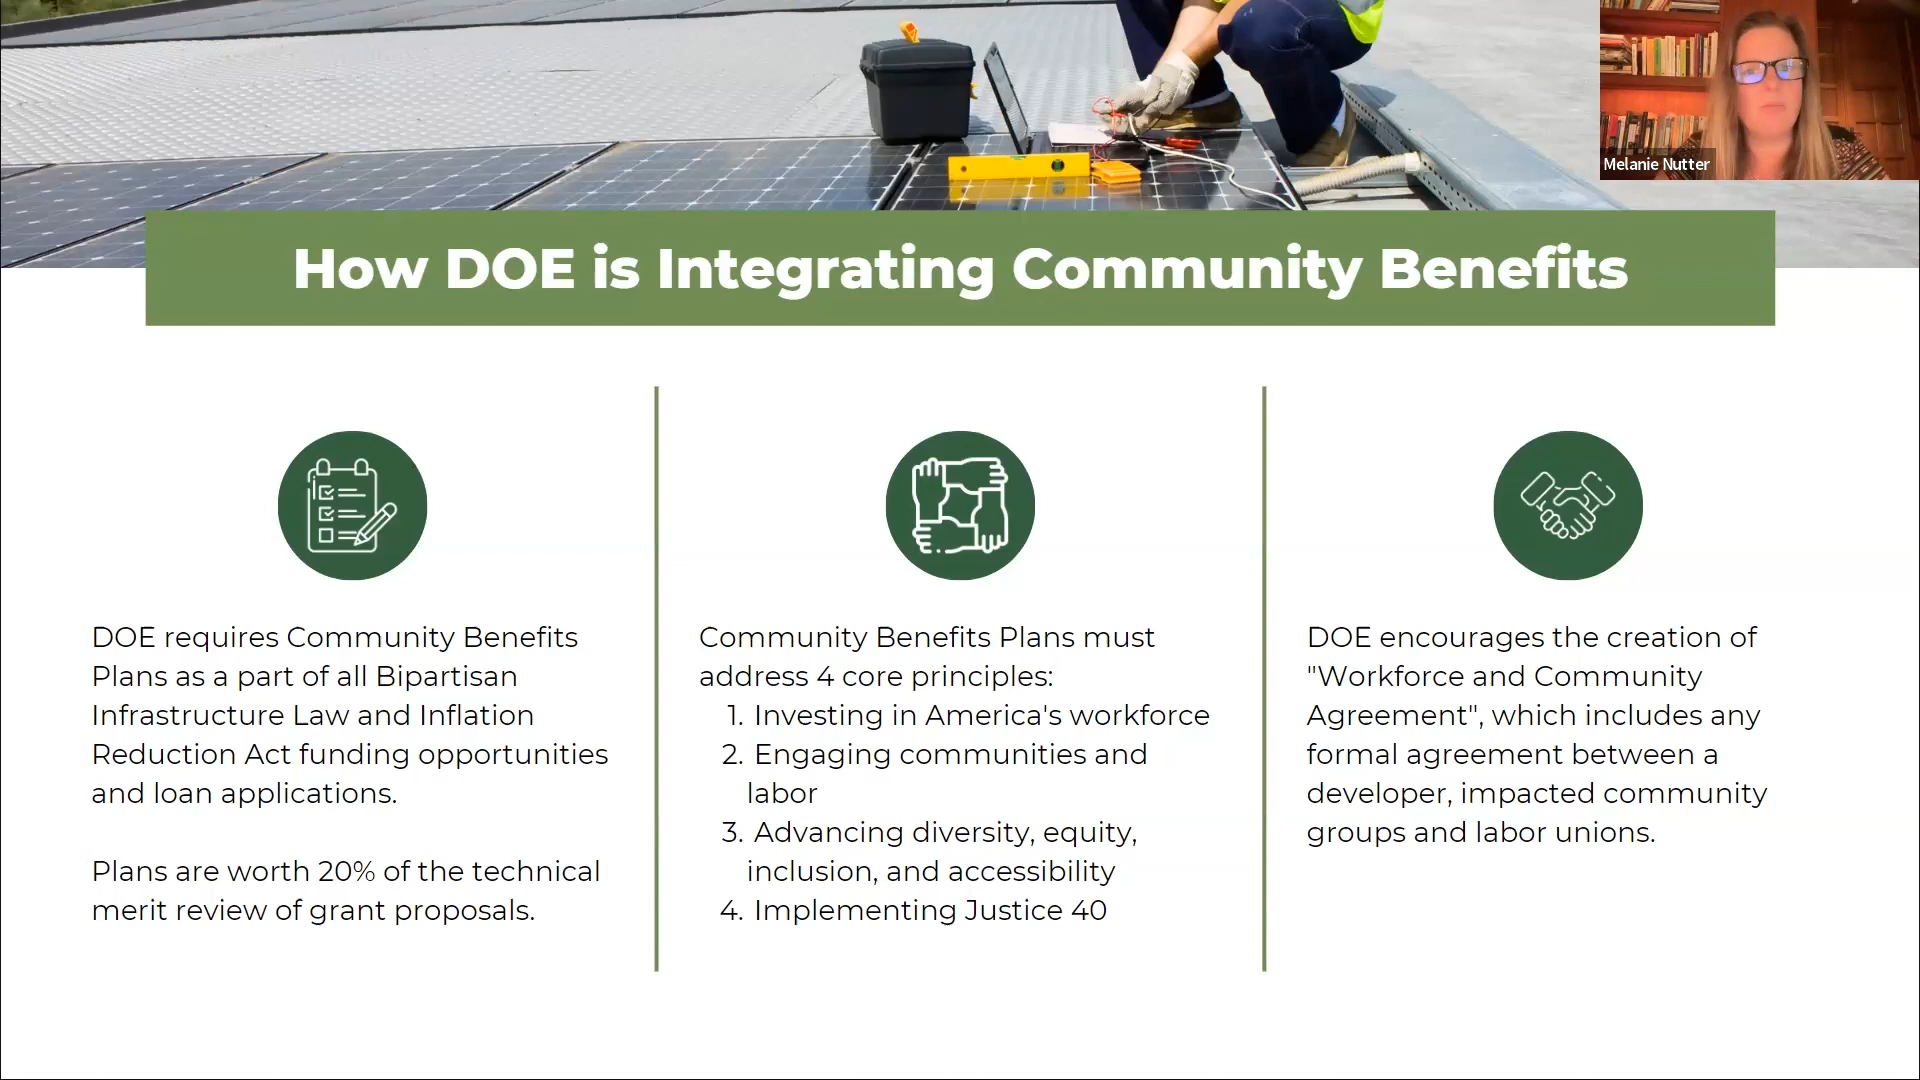 Melanie Nutter
How DOE is Integrating Community Benefits
DOE requires Community Benefits
Plans as a part of all Bipartisan
Infrastructure Law and Inflation
Reduction Act funding opportunities
and loan applications.
Plans are worth 20% of the technical
merit review of grant proposals.
Community Benefits Plans must
address 4 core principles:
1. Investing in America's workforce
2. Engaging communities and
labor
3. Advancing diversity, equity,
inclusion, and accessibility
4. Implementing Justice 40
DOE encourages the creation of
"Workforce and Community
Agreement", which includes any
formal agreement between a
developer, impacted community
groups and labor unions.